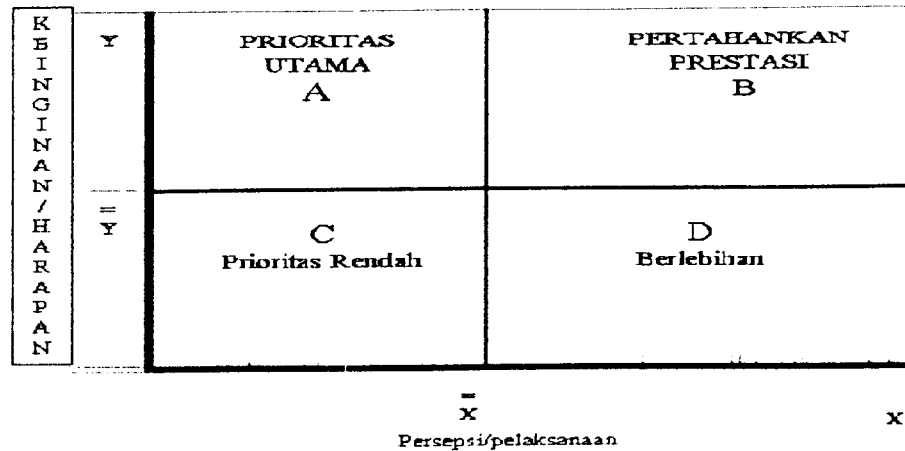 KEINGINAN/HARAPAN
Y
PRIORITAS
UTAMA
A
PERTAHANKAN
PRESTASI
B
Y̿
C
Prioritas Rendah
D
Berlebihan
X̿
X
Persepsi/pelaksanaan